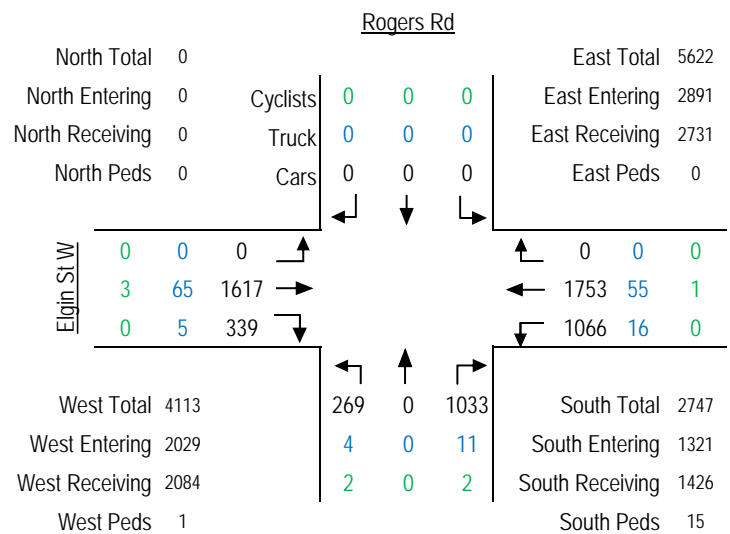 Rogers Rd
North Total 0
East Total 5622
North Entering 0
Cyclists 0 0 0
East Entering 2891
North Receiving 0
Truck 0 0 0
East Receiving 2731
North Peds 0
Cars 0 0 0
East Peds 0
Elgin St W
0 0 0
0 0 0
3 65 1617
1753 55 1
0 5 339
1066 16 0
West Total 4113
269 0 1033
South Total 2747
West Entering 2029
4 0 11
South Entering 1321
West Receiving 2084
2 0 2
South Receiving 1426
West Peds 1
South Peds 15